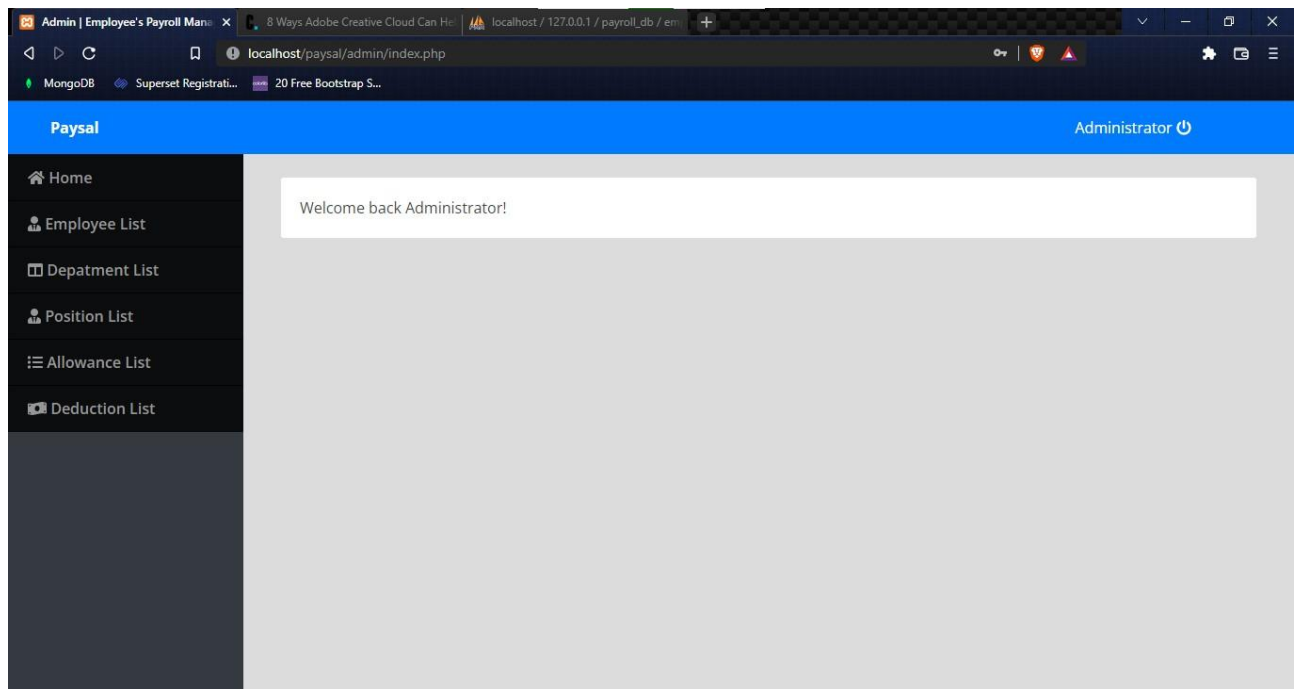 Admin | Employee's Payroll Mana
8 Ways Adobe Creative Cloud Can Hel
localhost / 127.0.0.1 / payroll_db / em
localhost/paysal/admin/index.php
MongoDB
Superset Registrati...
20 Free Bootstrap S...
Paysal
Administrator
Home
Welcome back Administrator!
Employee List
Depatment List
Position List
Allowance List
Deduction List